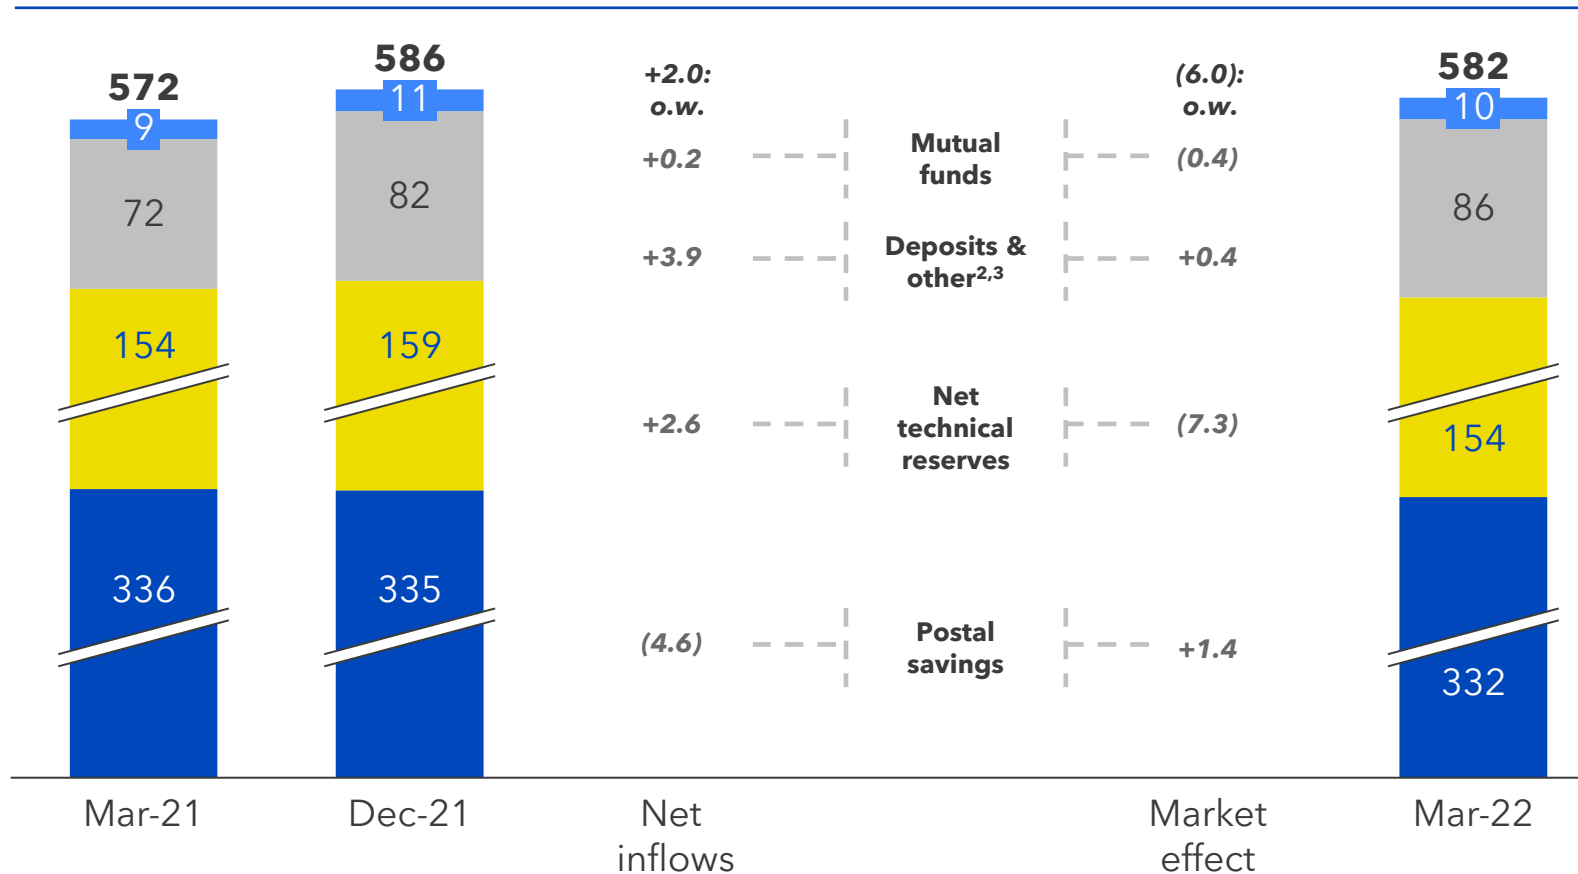 572
9
72
154
336
586
11
82
159
335
+2.0:
o.w.
+0.2
+3.9
+2.6
(4.6)
Mutual
funds
Deposits &
other2,3
Net
technical
reserves
Postal
savings
(6.0):
o.w.
(0.4)
+0.4
(7.3)
+1.4
582
10
86
154
332
Mar-21
Dec-21
Net
inflows
Market
effect
Mar-22